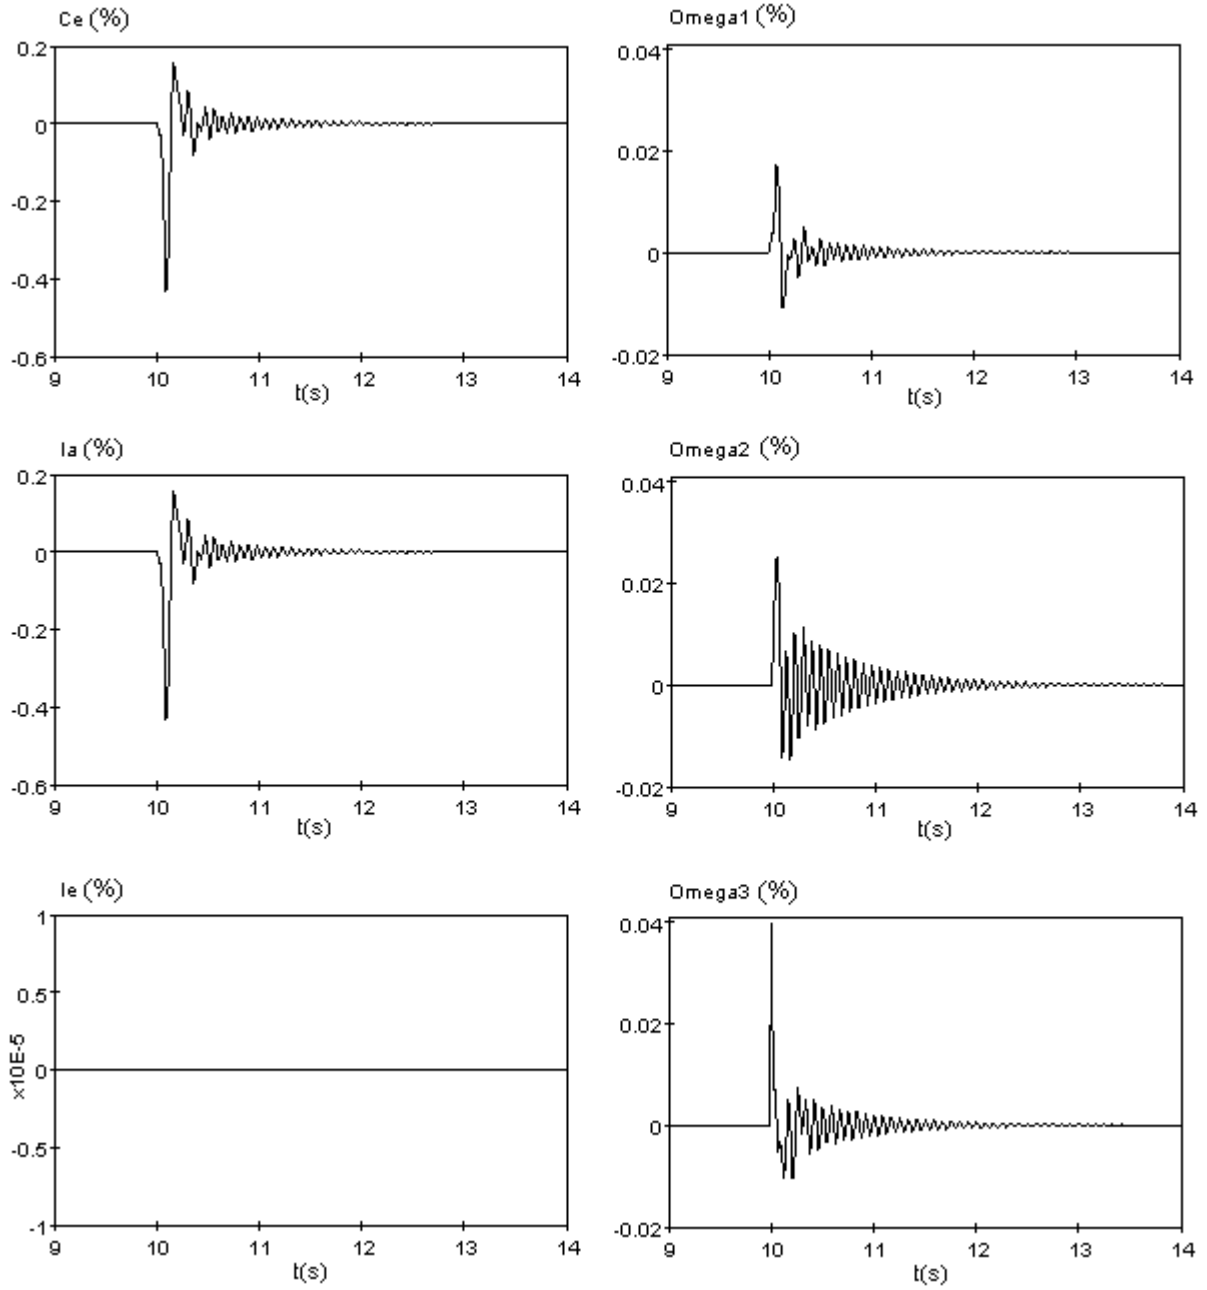 Ce (%)
0.2
0
-0.2
-0.4
-0.6
9 10 11 12 13 14
t(s)
Omega1 (%)
0.04
0.02
0
-0.02
9 10 11 12 13 14
t(s)
Ia (%)
0.2
0
-0.2
-0.4
-0.6
9 10 11 12 13 14
t(s)
Omega2 (%)
0.04
0.02
0
-0.02
9 10 11 12 13 14
t(s)
Ie (%)
1
0.5
0
-0.5
-1
x10E-5
9 10 11 12 13 14
t(s)
Omega3 (%)
0.04
0.02
0
-0.02
9 10 11 12 13 14
t(s)